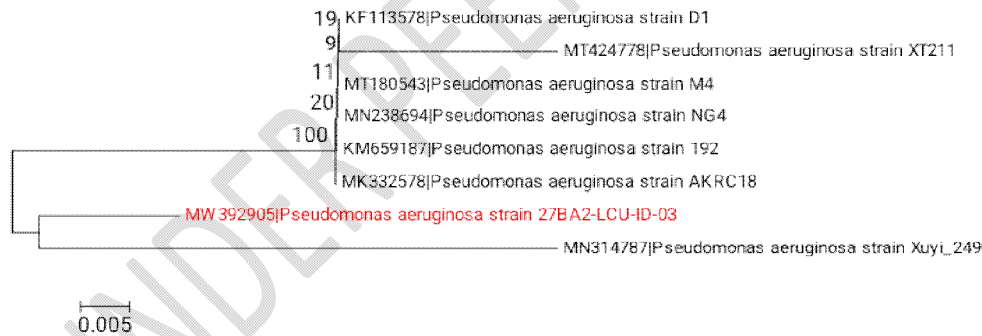 19 KF113578|Pseudomonas aeruginosa strain D1
9
MT424778|Pseudomonas aeruginosa strain XT211
11
MT180543|Pseudomonas aeruginosa strain M4
20
MN238694|Pseudomonas aeruginosa strain NG4
100
KM659187|Pseudomonas aeruginosa strain 192
MK332578|Pseudomonas aeruginosa strain AKRC18
MW392905|Pseudomonas aeruginosa strain 27BA2-LCU-ID-03
MN314787|Pseudomonas aeruginosa strain Xuyi_249
0.005
UNDER PEE